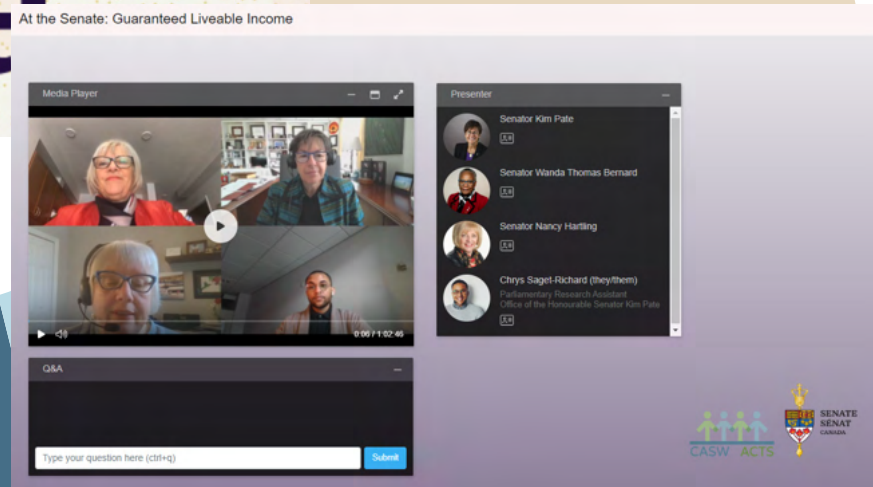 At the Senate: Guaranteed Liveable Income
Media Player
0:06 / 1:02:46
Q&A
Type your question here (ctrl+q)
Submit
Presenter
Senator Kim Pate
Senator Wanda Thomas Bernard
Senator Nancy Hartling
Chrys Saget-Richard (they/them)
Parliamentary Research Assistant
Office of the Honourable Senator Kim Pate
CASW ACTS
SENATE
SÉNAT
CANADA